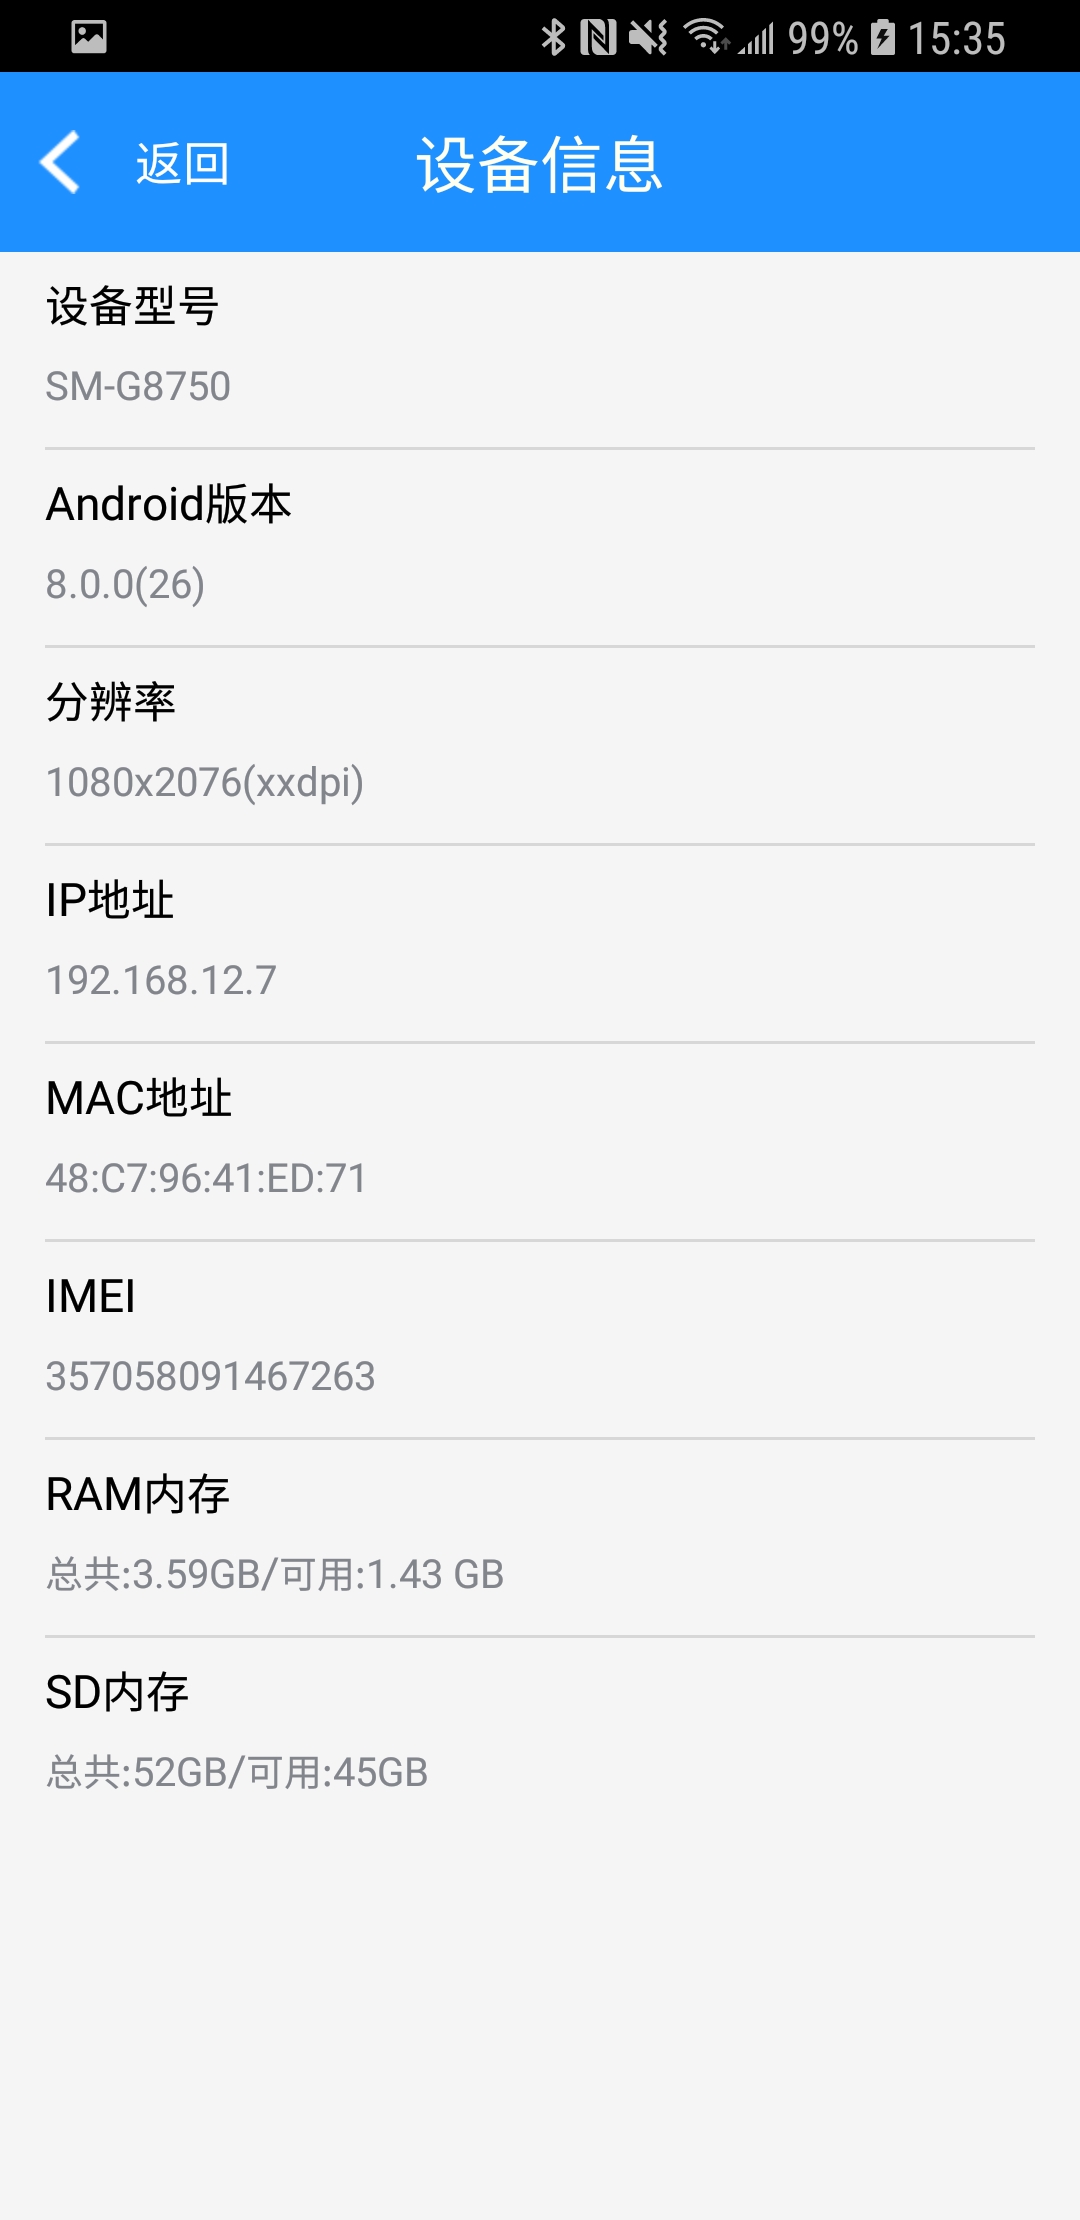 99% 15:35
返回 设备信息
设备型号
SM-G8750
Android版本
8.0.0(26)
分辨率
1080x2076(xxdpi)
IP地址
192.168.12.7
MAC地址
48:C7:96:41:ED:71
IMEI
357058091467263
RAM内存
总共:3.59GB/可用:1.43 GB
SD内存
总共:52GB/可用:45GB